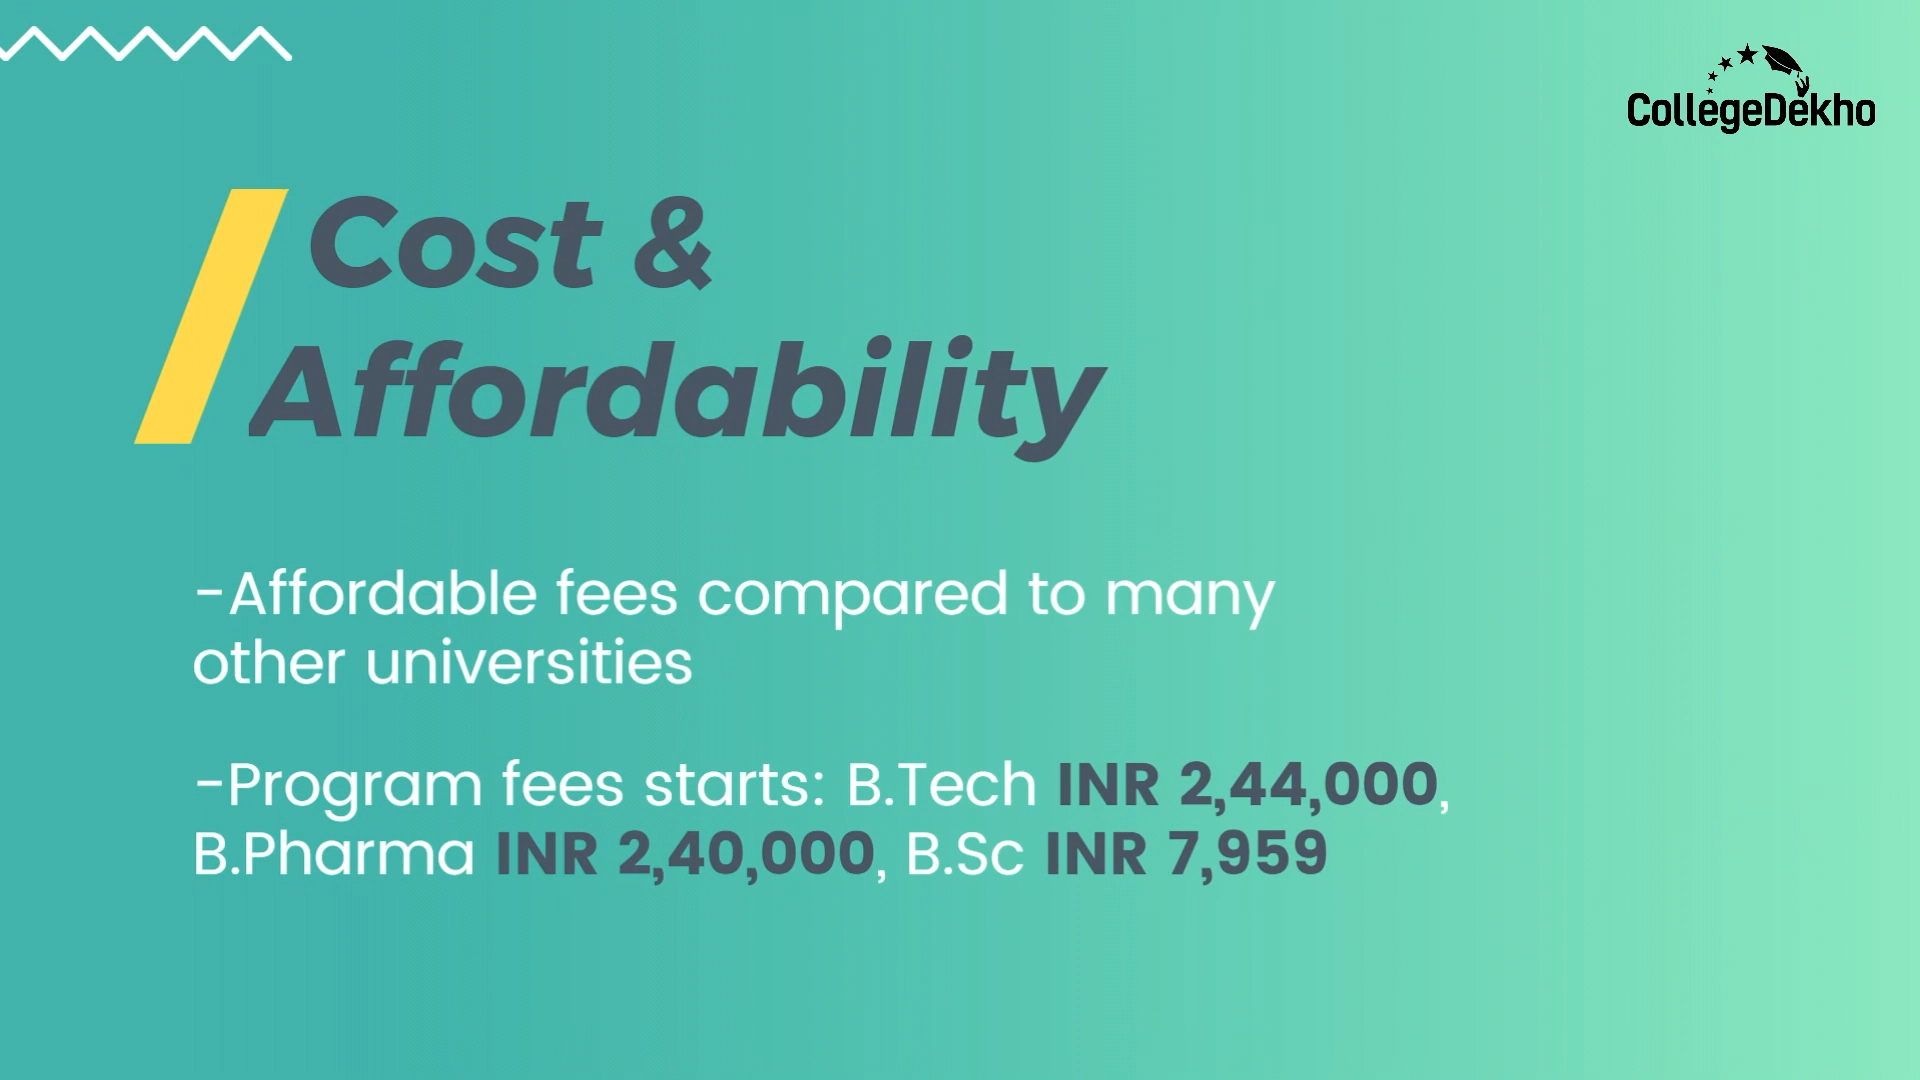 CollegeDekho
Cost &
Affordability
-Affordable fees compared to many
other universities
-Program fees starts: B.Tech INR 2,44,000,
B.Pharma INR 2,40,000, B.Sc INR 7,959